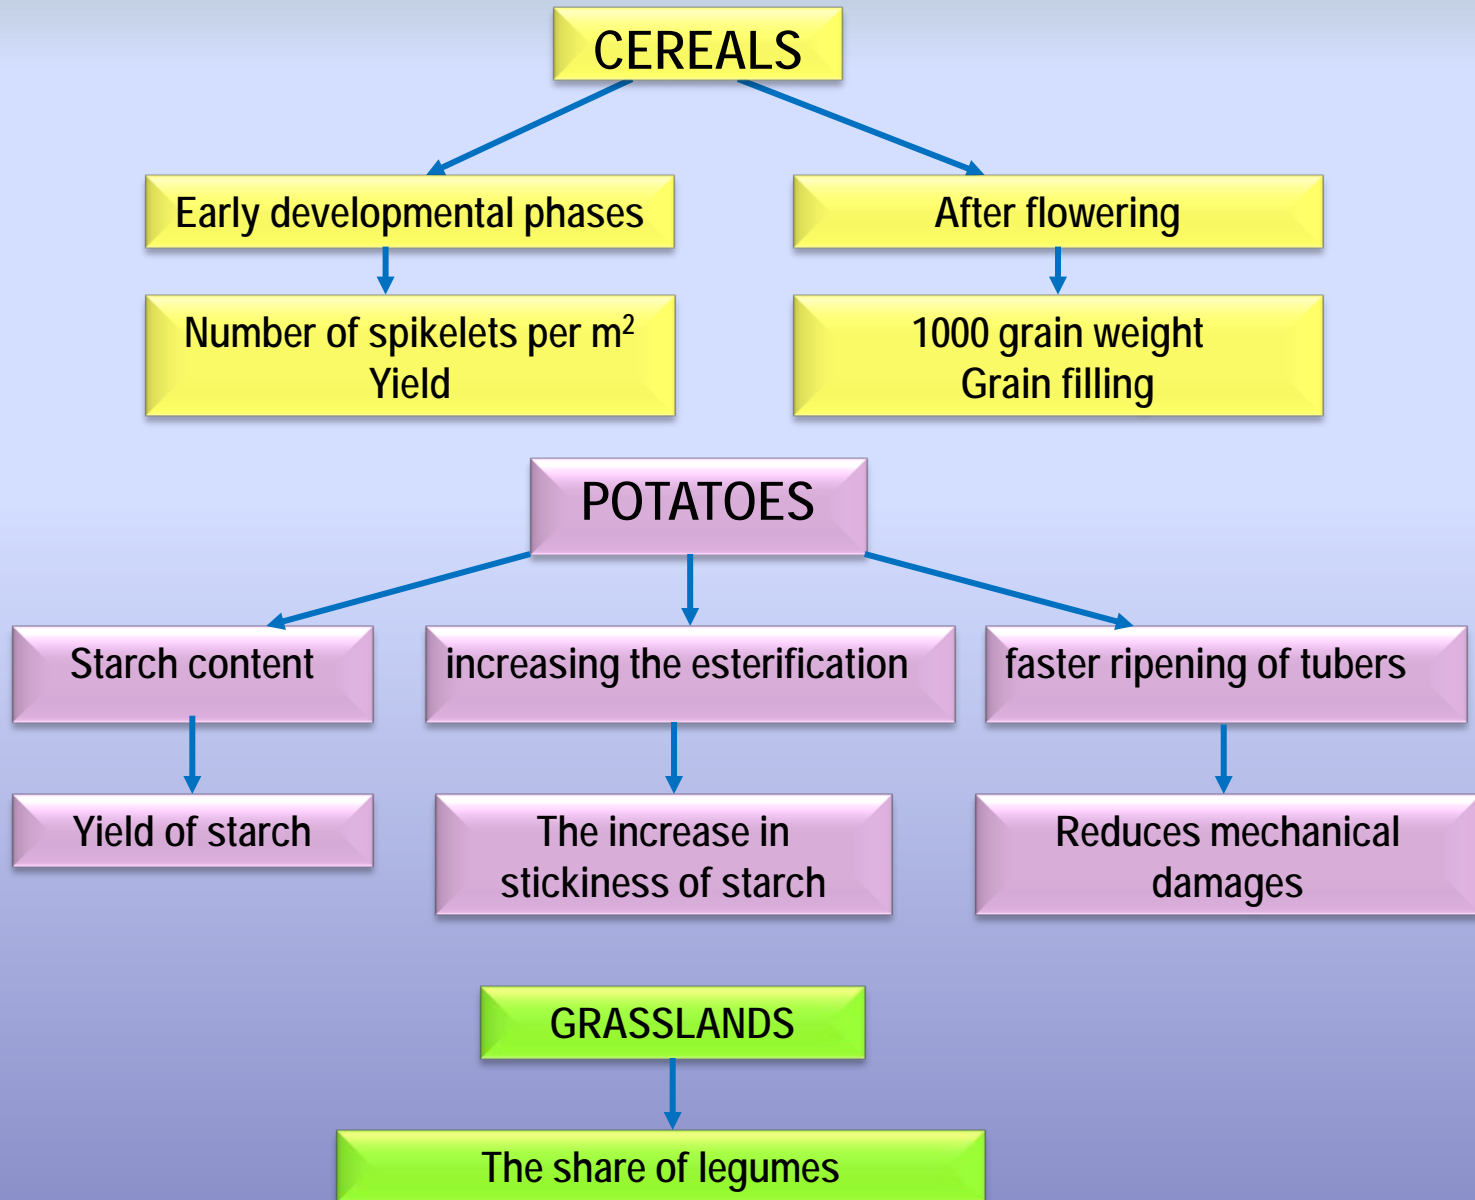 CEREALS
Early developmental phases
After flowering
Number of spikelets per m²
Yield
1000 grain weight
Grain filling
POTATOES
Starch content
increasing the esterification
faster ripening of tubers
Yield of starch
The increase in
stickiness of starch
Reduces mechanical
damages
GRASSLANDS
The share of legumes